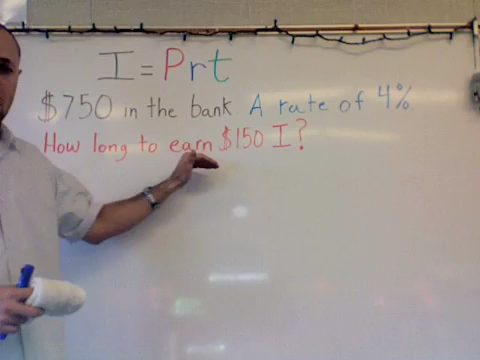 I = Prt
$750 in the bank A rate of 4%
How long to earn $150 I?